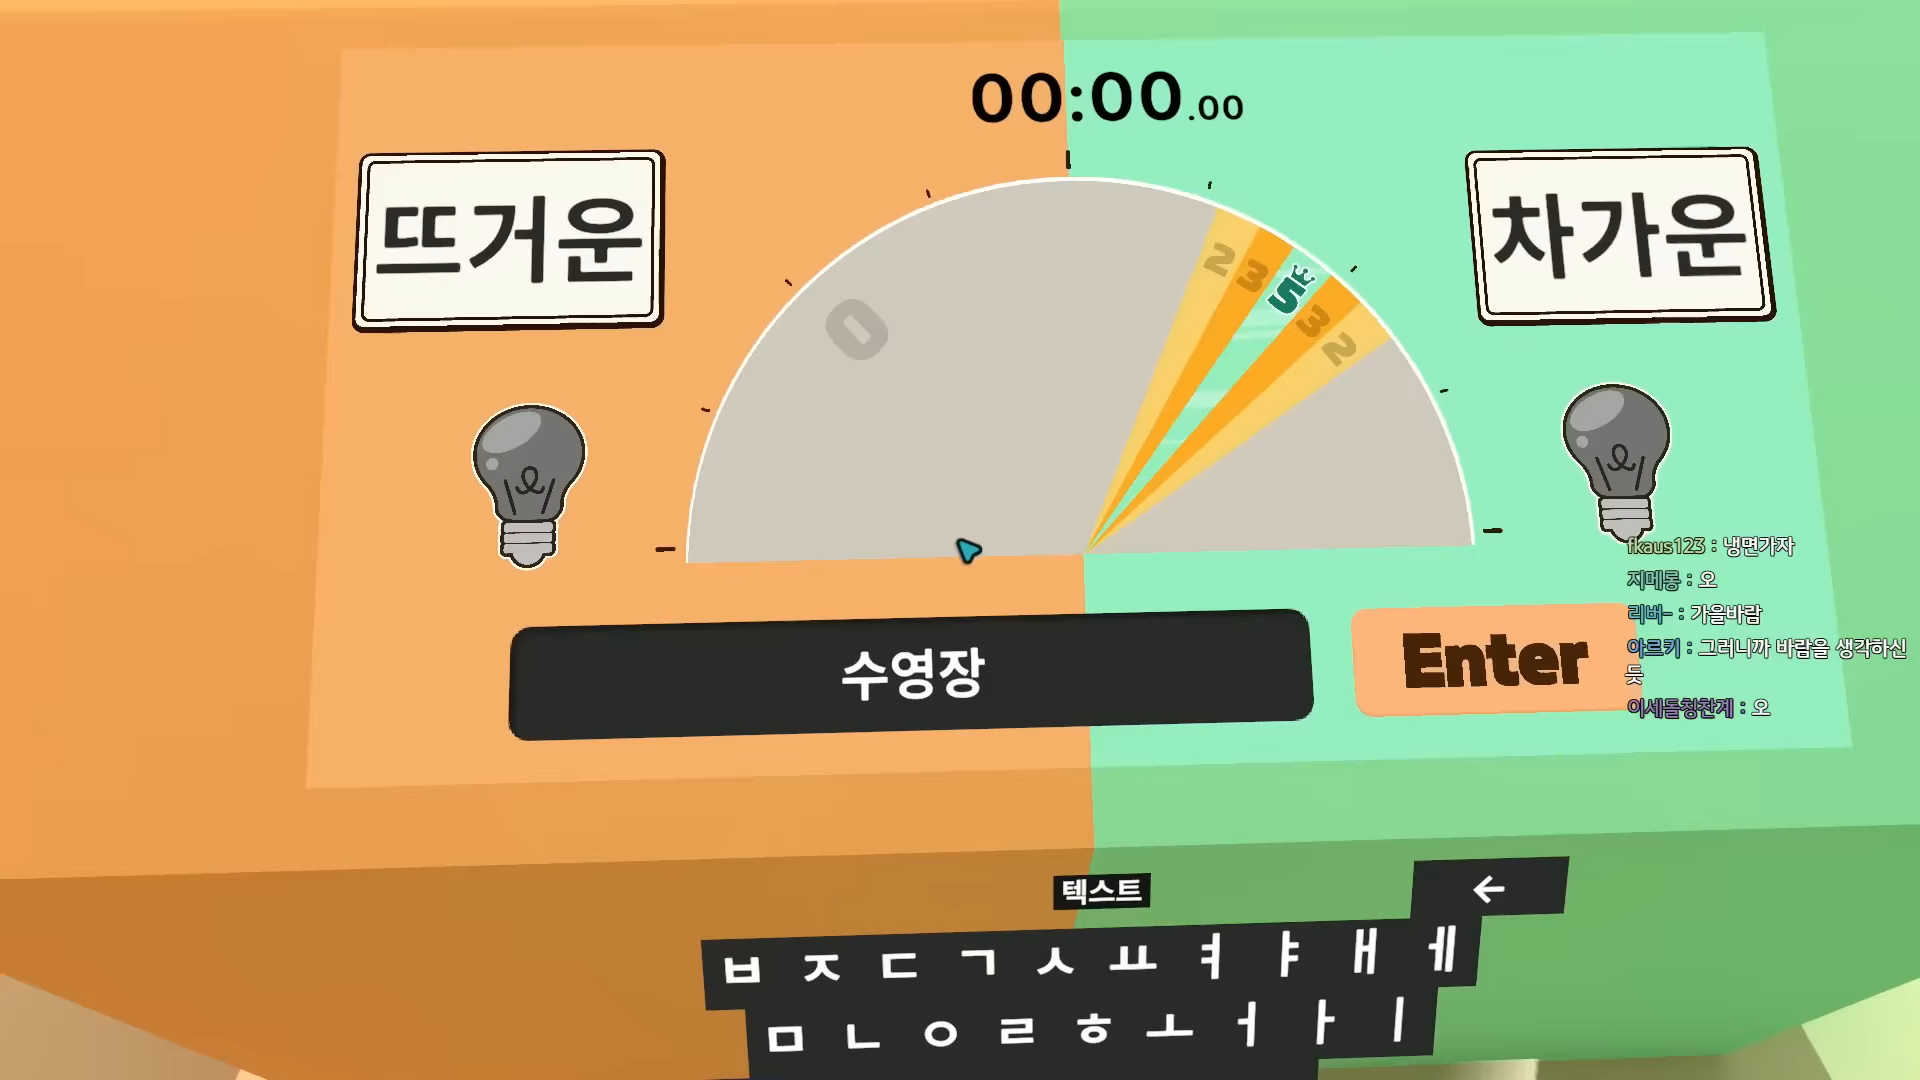 00:00.00
뜨거운
차가운
0
2
3
5
3
2
fkaus123 : 냉면가자
지메롱 : 오
리버- : 가을바람
아르키 : 그러니까 바람을 생각하신
듯
이세돌칭찬계 : 오
수영장
Enter
텍스트
←
ㅂ ㅈ ㄷ ㄱ ㅅ ㅛ ㅕ ㅑ ㅐ ㅔ
ㅁ ㄴ ㅇ ㄹ ㅎ ㅗ ㅓ ㅏ ㅣ